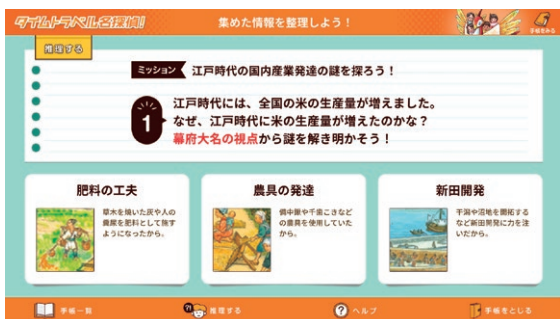 タイムトラベル名探偵!
集めた情報を整理しよう！
手帳をみる
推理する
ミッション 江戸時代の国内産業発達の謎を探ろう！
1
江戸時代には、全国の米の生産量が増えました。
なぜ、江戸時代に米の生産量が増えたのかな？
幕府大名の視点から謎を解き明かそう！
肥料の工夫
草木を焼いた灰や人の
糞尿を肥料として施す
ようになったから。
農具の発達
備中鍬や千歯こきなど
の農具を使用していた
から。
新田開発
干潟や沼地を開拓する
など新田開発に力を注
いだから。
手帳一覧
推理する
ヘルプ
手帳をとじる